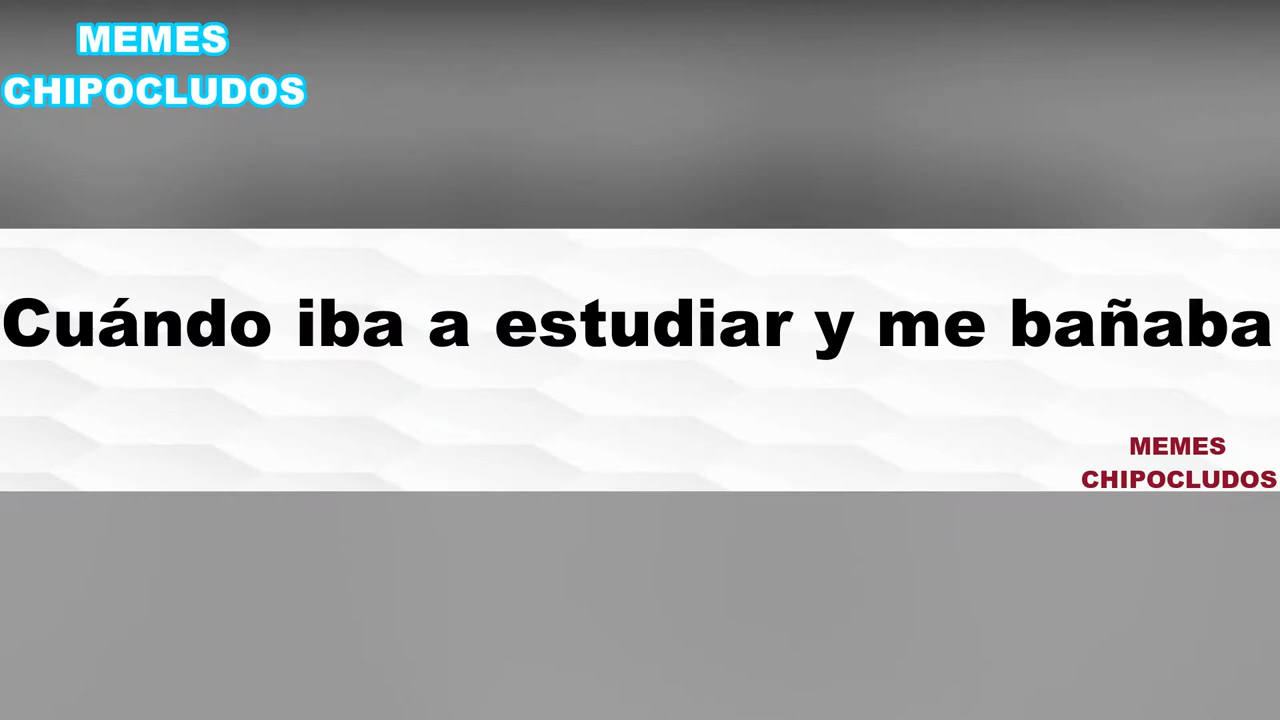 MEMES
CHIPOCLUDOS
Cuándo iba a estudiar y me bañaba
MEMES
CHIPOCLUDOS